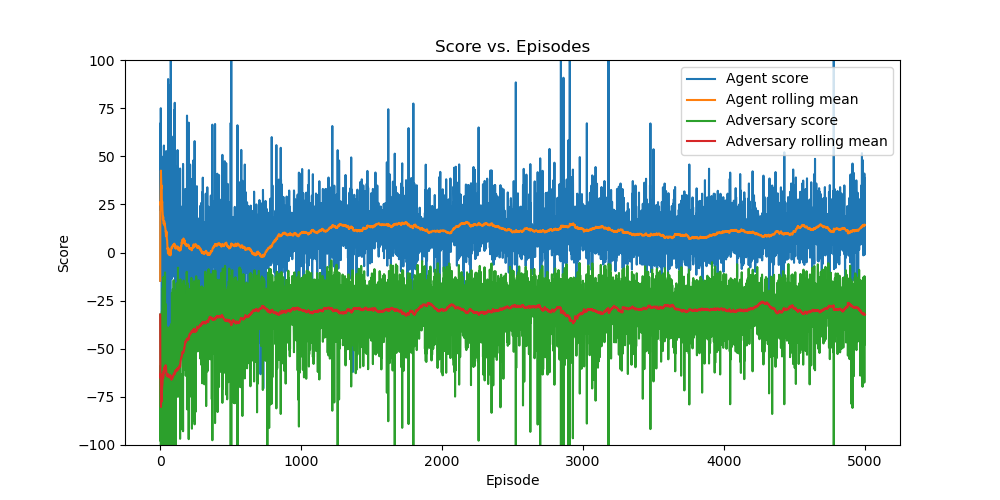 Score vs. Episodes
100
75
50
25
0
−25
−50
−75
−100
Score
Agent score
Agent rolling mean
Adversary score
Adversary rolling mean
0 1000 2000 3000 4000 5000
Episode